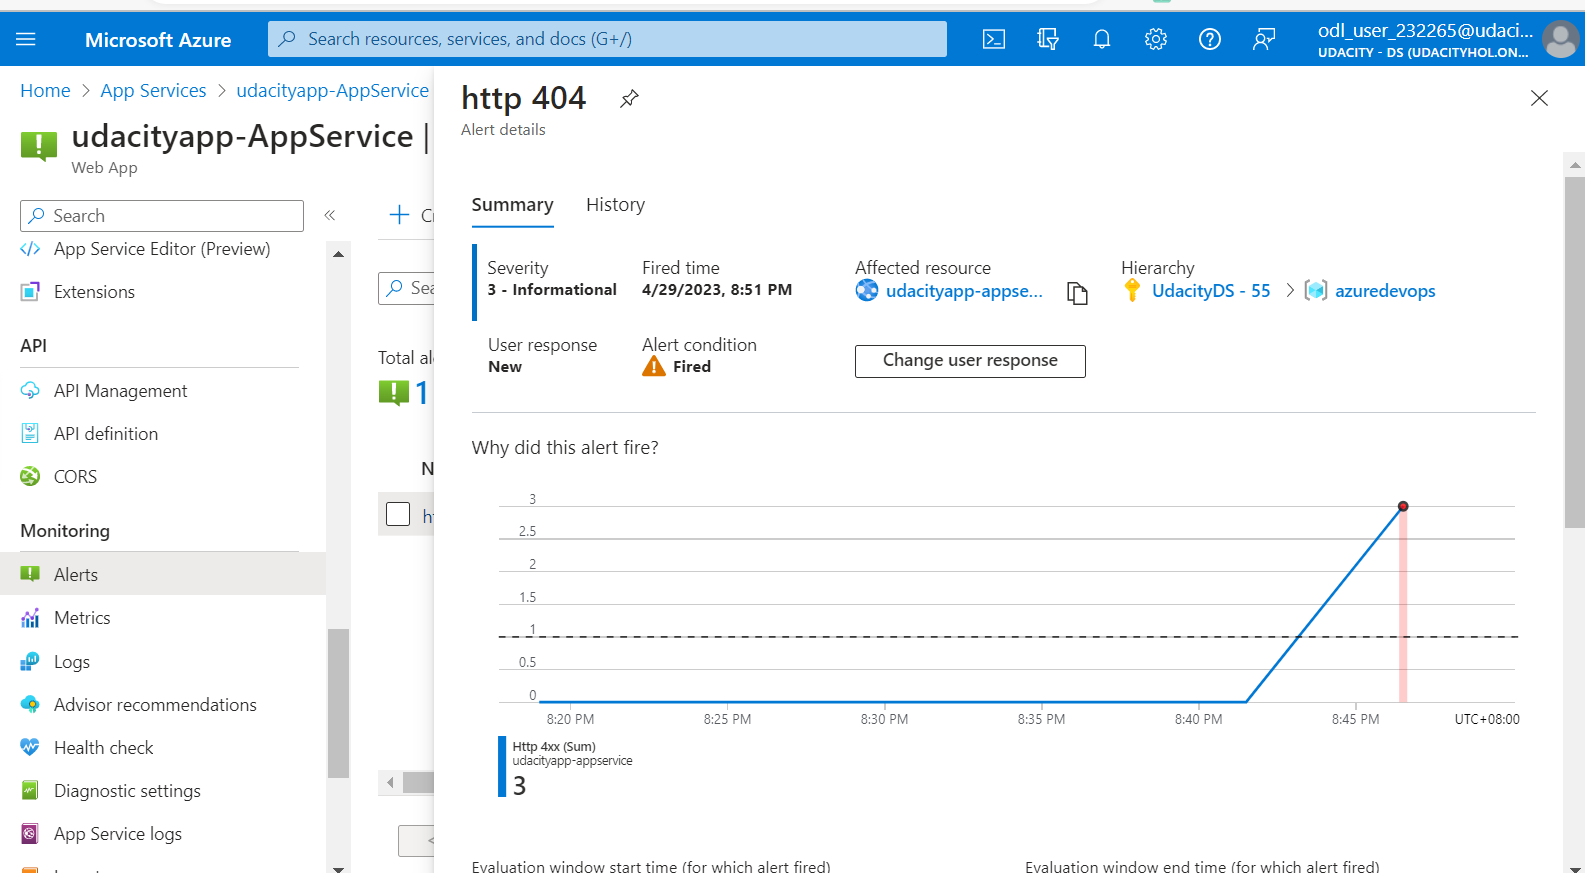 Microsoft Azure
Search resources, services, and docs (G+/)
odl_user_232265@udaci...
UDACITY - DS (UDACITYHOL.ON...
Home > App Services > udacityapp-AppService
udacityapp-AppService |
Web App
Search
«
App Service Editor (Preview)
Extensions
API
API Management
API definition
CORS
Monitoring
Alerts
Metrics
Logs
Advisor recommendations
Health check
Diagnostic settings
App Service logs
Total al
1
N
http 404
Alert details
Summary
History
Severity
3 - Informational
Fired time
4/29/2023, 8:51 PM
Affected resource
udacityapp-appse...
Hierarchy
UdacityDS - 55 > azuredevops
User response
New
Alert condition
Fired
Change user response
Why did this alert fire?
3
2.5
2
1.5
1
0.5
0
8:20 PM
8:25 PM
8:30 PM
8:35 PM
8:40 PM
8:45 PM
UTC+08:00
Http 4xx (Sum)
udacityapp-appservice
3
Evaluation window start time (for which alert fired)
Evaluation window end time (for which alert fired)